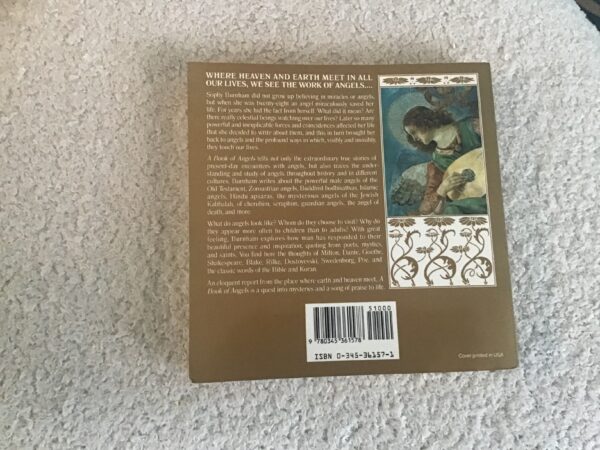 WHERE HEAVEN AND EARTH MEET IN ALL
OUR LIVES, WE SEE THE WORK OF ANGELS....
Sophy Burnham did not grow up believing in miracles or angels,
but when she was twenty-eight an angel miraculously saved her
life. For years she hid the fact from herself. What did it mean? Are
there really celestial beings watching over our lives? Later so many
powerful and inexplicable forces and coincidences affected her life
that she decided to write about them, and this in turn brought her
back to angels and the profound ways in which, visibly and invisibly,
they touch our lives.
A Book of Angels tells not only the extraordinary true stories of
present-day encounters with angels, but also traces the under-
standing and study of angels throughout history and in different
cultures. Burnham writes about the powerful male angels of the
Old Testament, Zoroastrian angels, Buddhist bodhisattvas, Islamic
angels, Hindu apsaras, the mysterious angels of the Jewish
Kabbalah, of cherubim, seraphim, guardian angels, the angel of
death, and more.
What do angels look like? Whom do they choose to visit? Why do
they appear more often to children than to adults? With great
feeling, Burnham explores how man has responded to their
beautiful presence and inspiration, quoting from poets, mystics,
and saints. You find here the thoughts of Milton, Dante, Goethe,
Shakespeare, Blake, Rilke, Dostoevski, Swedenborg, Poe, and
the classic words of the Bible and Kuran.
An eloquent report from the place where earth and heaven meet, A
Book of Angels is a quest into mysteries and a song of praise to life.
51000
9 780345 361578
ISBN 0-345-36157-1
Cover printed in USA